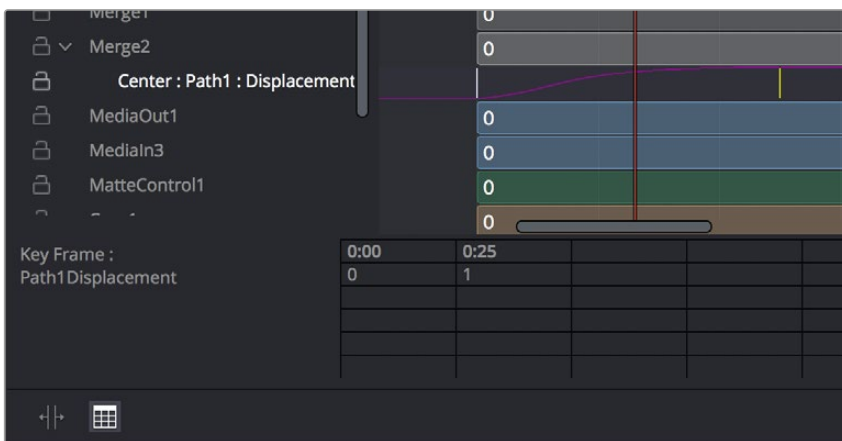 Merge1 0
Merge2 0
Center : Path1 : Displacement
MediaOut1 0
MediaIn3 0
MatteControl1 0
0
Key Frame : 0:00 0:25
Path1Displacement 0 1